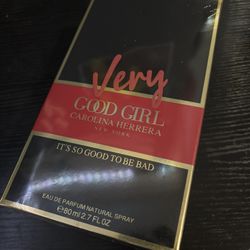 Very
GOOD GIRL
CAROLINA HERRERA
NEW YORK
IT'S SO GOOD TO BE BAD
EAU DE PARFUM NATURAL SPRAY
℮ 80 ml 2.7 FL OZ